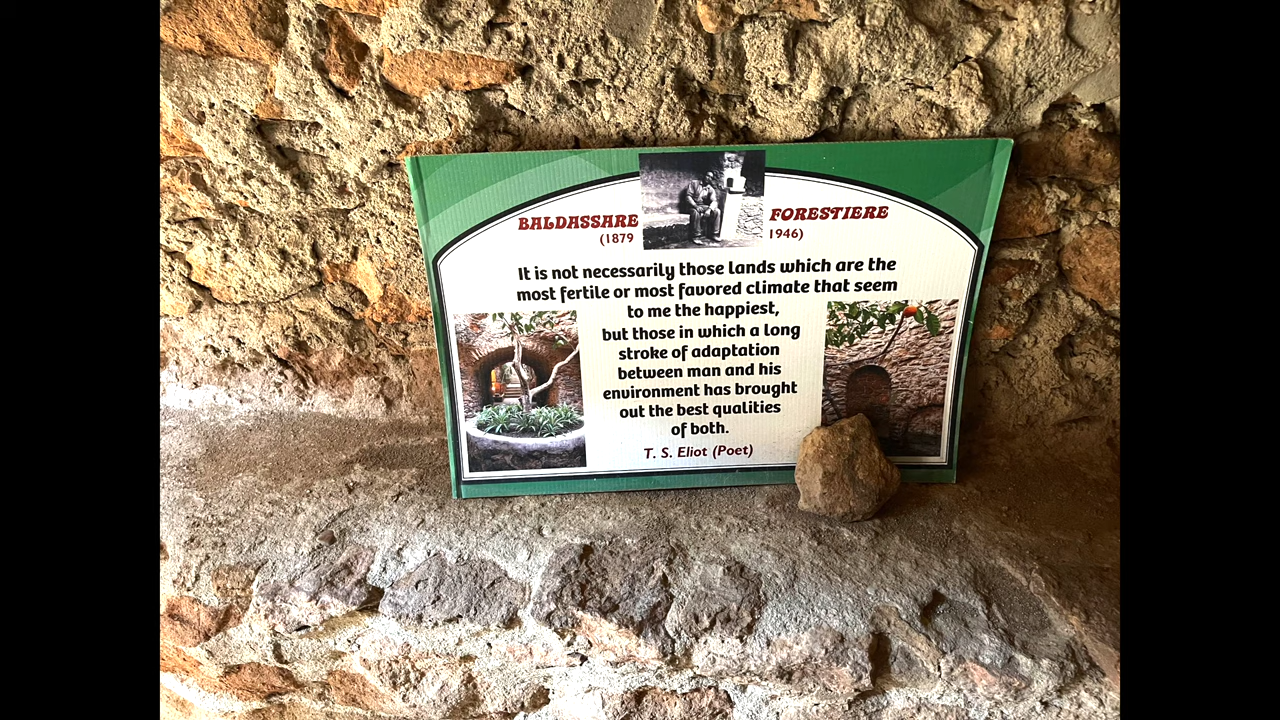 BALDASSARE FORESTIERE
(1879 1946)
It is not necessarily those lands which are the
most fertile or most favored climate that seem
to me the happiest,
but those in which a long
stroke of adaptation
between man and his
environment has brought
out the best qualities
of both.
T. S. Eliot (Poet)